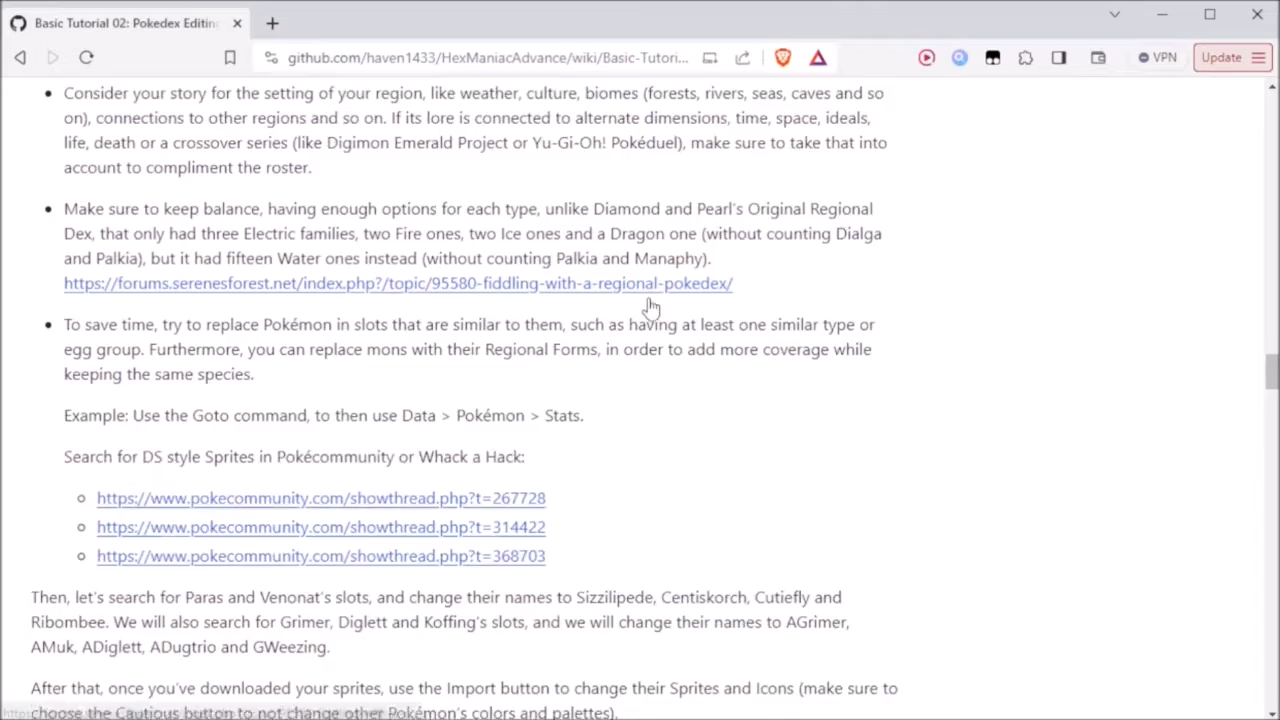 Basic Tutorial 02: Pokedex Editin
github.com/haven1433/HexManiacAdvance/wiki/Basic-Tutori...
VPN
Update
Consider your story for the setting of your region, like weather, culture, biomes (forests, rivers, seas, caves and so
on), connections to other regions and so on. If its lore is connected to alternate dimensions, time, space, ideals,
life, death or a crossover series (like Digimon Emerald Project or Yu-Gi-Oh! Pokéduel), make sure to take that into
account to compliment the roster.
Make sure to keep balance, having enough options for each type, unlike Diamond and Pearl's Original Regional
Dex, that only had three Electric families, two Fire ones, two Ice ones and a Dragon one (without counting Dialga
and Palkia), but it had fifteen Water ones instead (without counting Palkia and Manaphy).
https://forums.serenesforest.net/index.php?/topic/95580-fiddling-with-a-regional-pokedex/
To save time, try to replace Pokémon in slots that are similar to them, such as having at least one similar type or
egg group. Furthermore, you can replace mons with their Regional Forms, in order to add more coverage while
keeping the same species.
Example: Use the Goto command, to then use Data > Pokémon > Stats.
Search for DS style Sprites in Pokécommunity or Whack a Hack:
https://www.pokecommunity.com/showthread.php?t=267728
https://www.pokecommunity.com/showthread.php?t=314422
https://www.pokecommunity.com/showthread.php?t=368703
Then, let's search for Paras and Venonat's slots, and change their names to Sizzilipede, Centiskorch, Cutiefly and
Ribombee. We will also search for Grimer, Diglett and Koffing's slots, and we will change their names to AGrimer,
AMuk, ADiglett, ADugtrio and GWeezing.
After that, once you've downloaded your sprites, use the Import button to change their Sprites and Icons (make sure to
choose the Cautious button to not change other Pokémon's colors and palettes).